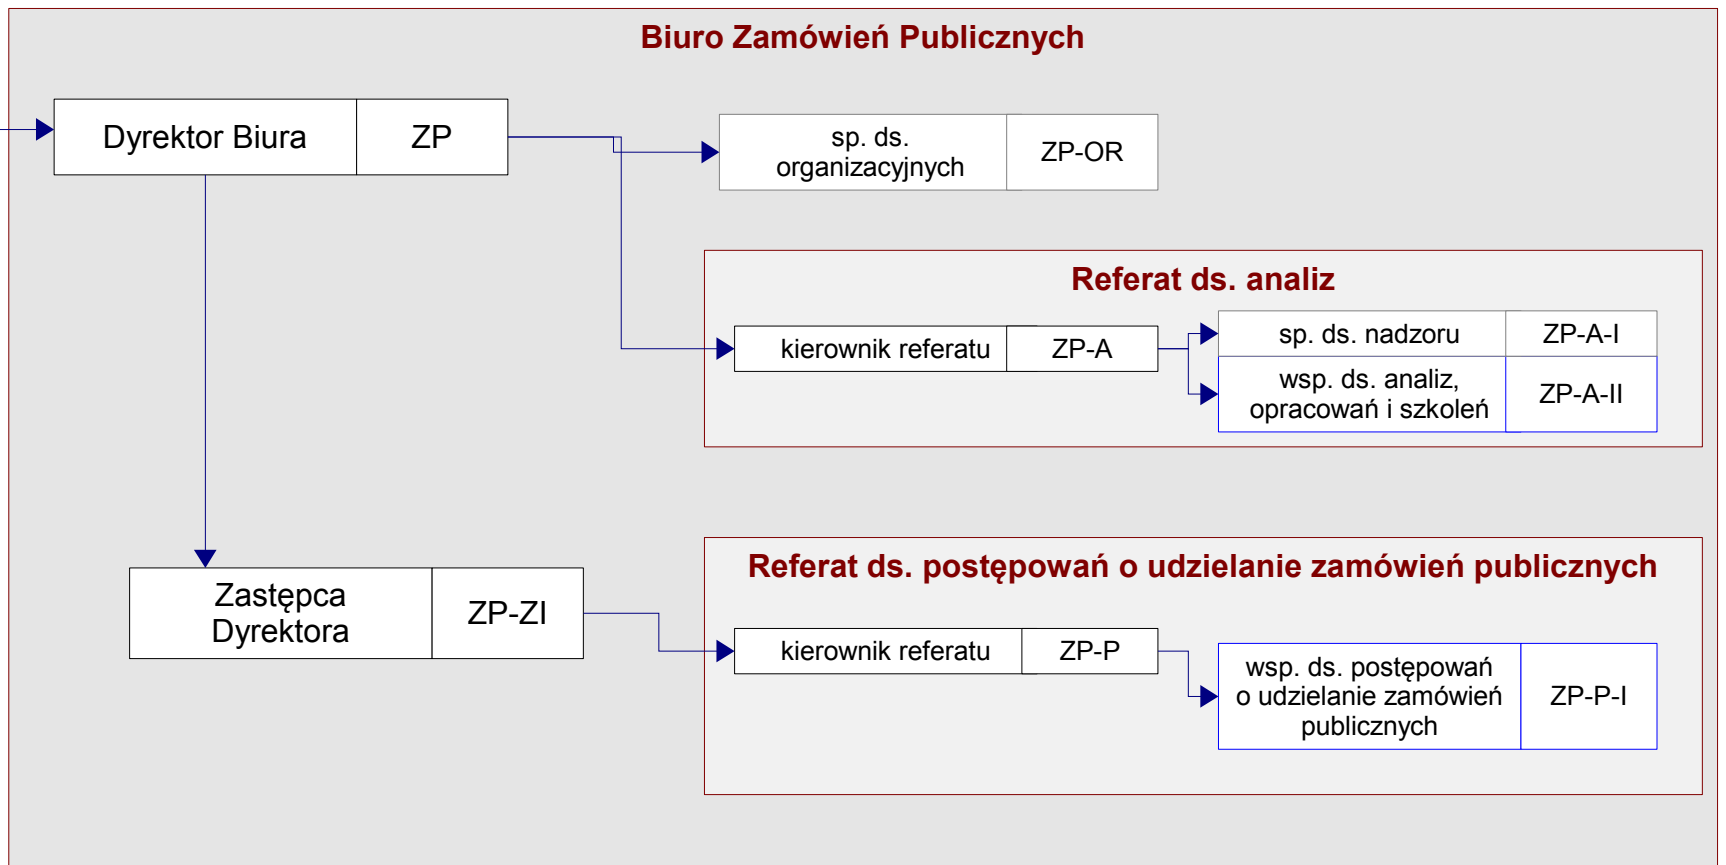 Biuro Zamówień Publicznych
Dyrektor Biura
ZP
sp. ds.
organizacyjnych
ZP-OR
Referat ds. analiz
kierownik referatu
ZP-A
sp. ds. nadzoru
ZP-A-I
wsp. ds. analiz,
opracowań i szkoleń
ZP-A-II
Zastępca
Dyrektora
ZP-ZI
Referat ds. postępowań o udzielanie zamówień publicznych
kierownik referatu
ZP-P
wsp. ds. postępowań
o udzielanie zamówień
publicznych
ZP-P-I